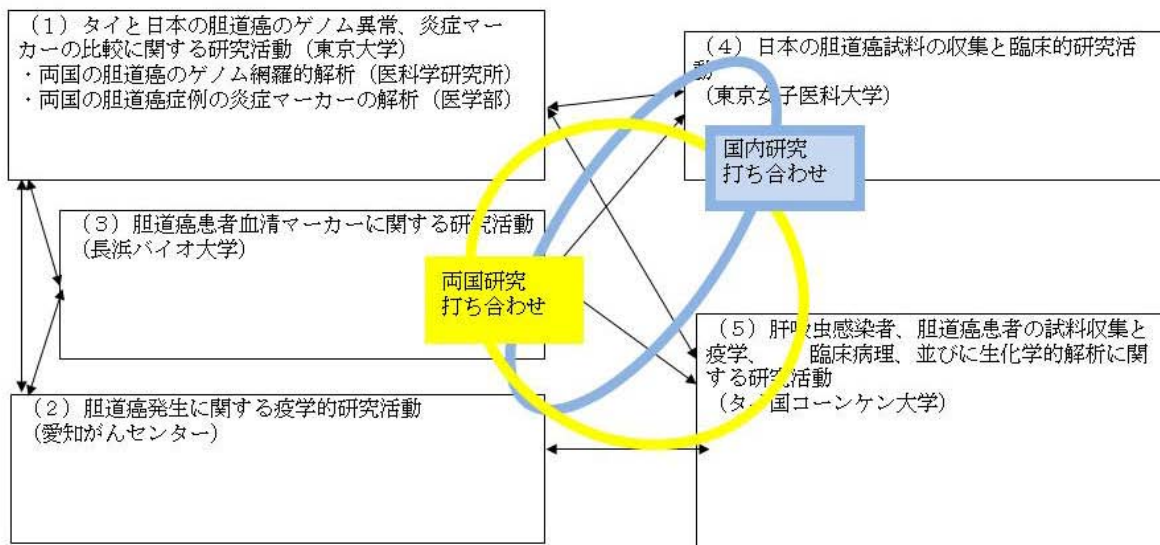 （１）タイと日本の胆道癌のゲノム異常、炎症マー
カーの比較に関する研究活動（東京大学）
・両国の胆道癌のゲノム網羅的解析（医科学研究所）
・両国の胆道癌症例の炎症マーカーの解析（医学部）
（４）日本の胆道癌試料の収集と臨床的研究活
動
(東京女子医科大学)
国内研究
打ち合わせ
（３）胆道癌患者血清マーカーに関する研究活動
(長浜バイオ大学)
両国研究
打ち合わせ
（５）肝吸虫感染者、胆道癌患者の試料収集と
疫学、　　臨床病理、並びに生化学的解析に関
する研究活動
(タイ国コーンケン大学)
（２）胆道癌発生に関する疫学的研究活動
(愛知がんセンター)